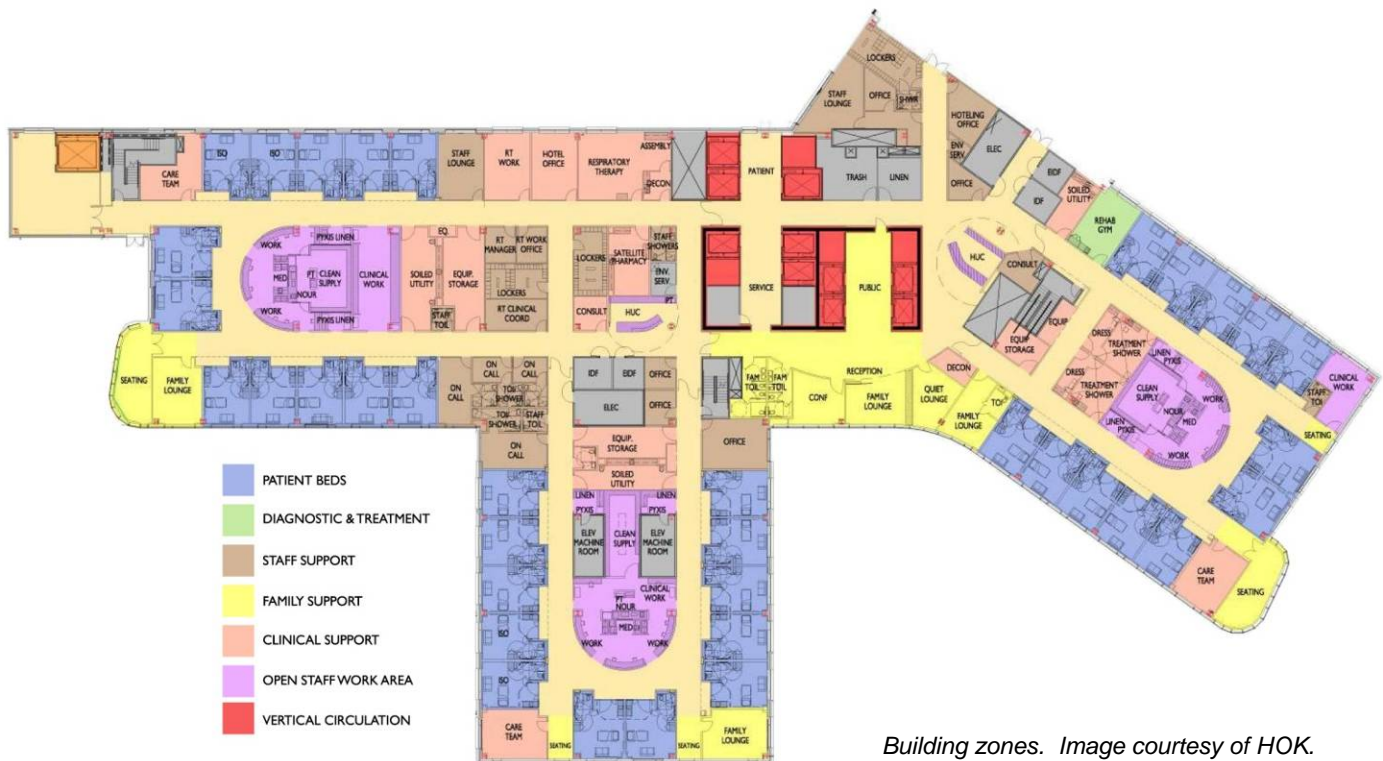 LOCKERS
STAFF
LOUNGE
OFFICE
SHWR
HOTELING
OFFICE
ENV
SERV
ELEC
OFFICE
EIDF
IDF
SOILED
UTILITY
REHAB
GYM
CARE
TEAM
ISO
ISO
STAFF
LOUNGE
RT
WORK
HOTEL
OFFICE
RESPIRATORY
THERAPY
ASSEMBLY
DECON
PATIENT
TRASH
LINEN
WORK
PYXIS LINEN
MED
PT
NOUR
CLEAN
SUPPLY
CLINICAL
WORK
WORK
PYXIS LINEN
SOILED
UTILITY
EQ.
EQUIP.
STORAGE
STAFF
TOIL
RT
MANAGER
RT WORK
OFFICE
LOCKERS
RT CLINICAL
COORD
LOCKERS
CONSULT
SATELLITE
PHARMACY
STAFF
SHOWERS
ENV.
SERV
PT
HUC
SERVICE
PUBLIC
HUC
CONSULT
EQUIP
EQUIP
STORAGE
DRESS
TREATMENT
SHOWER
DRESS
TREATMENT
SHOWER
LINEN
PYXIS
CLEAN
SUPPLY
NOUR
MED
WORK
LINEN
PYXIS
WORK
CLINICAL
WORK
STAFF
TOI
SEATING
SEATING
FAMILY
LOUNGE
ON
CALL
ON
CALL
ON
CALL
TOI/
SHOWER
TOI/
SHOWER
STAFF
TOIL
ON
CALL
IDF
EIDF
ELEC
OFFICE
OFFICE
FAM
TOIL
FAM
TOIL
CONF
RECEPTION
FAMILY
LOUNGE
QUIET
LOUNGE
DECON
FAMILY
LOUNGE
TOI
OFFICE
EQUIP.
STORAGE
SOILED
UTILITY
LINEN
PYXIS
LINEN
PYXIS
ELEV
MACHINE
ROOM
CLEAN
SUPPLY
ELEV
MACHINE
ROOM
CLINICAL
WORK
PT
NOUR
MED
WORK
WORK
ISO
ISO
CARE
TEAM
SEATING
SEATING
FAMILY
LOUNGE
CARE
TEAM
SEATING
PATIENT BEDS
DIAGNOSTIC & TREATMENT
STAFF SUPPORT
FAMILY SUPPORT
CLINICAL SUPPORT
OPEN STAFF WORK AREA
VERTICAL CIRCULATION
Building zones. Image courtesy of HOK.